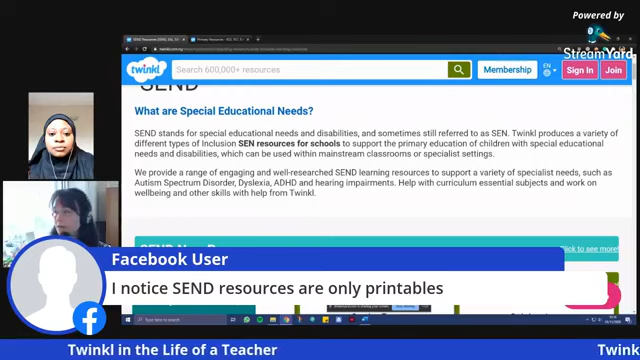 Powered by
StreamYard
SEND Resources (SEND, EAL,
twinkl
Search 600,000+ resources
Membership
EN
Sign In
Join
SEND
What are Special Educational Needs?
SEND stands for special educational needs and disabilities, and sometimes still referred to as SEN. Twinkl produces a variety of
different types of Inclusion SEN resources for schools to support the primary education of children with special educational
needs and disabilities, which can be used within mainstream classrooms or specialist settings.
We provide a range of engaging and well-researched SEND learning resources to support a variety of specialist needs, such as
Autism Spectrum Disorder, Dyslexia, ADHD and hearing impairments. Help with curriculum essential subjects and work on
wellbeing and other skills with help from Twinkl.
Click to see more!
Facebook User
I notice SEND resources are only printables
Twinkl in the Life of a Teacher
Twink